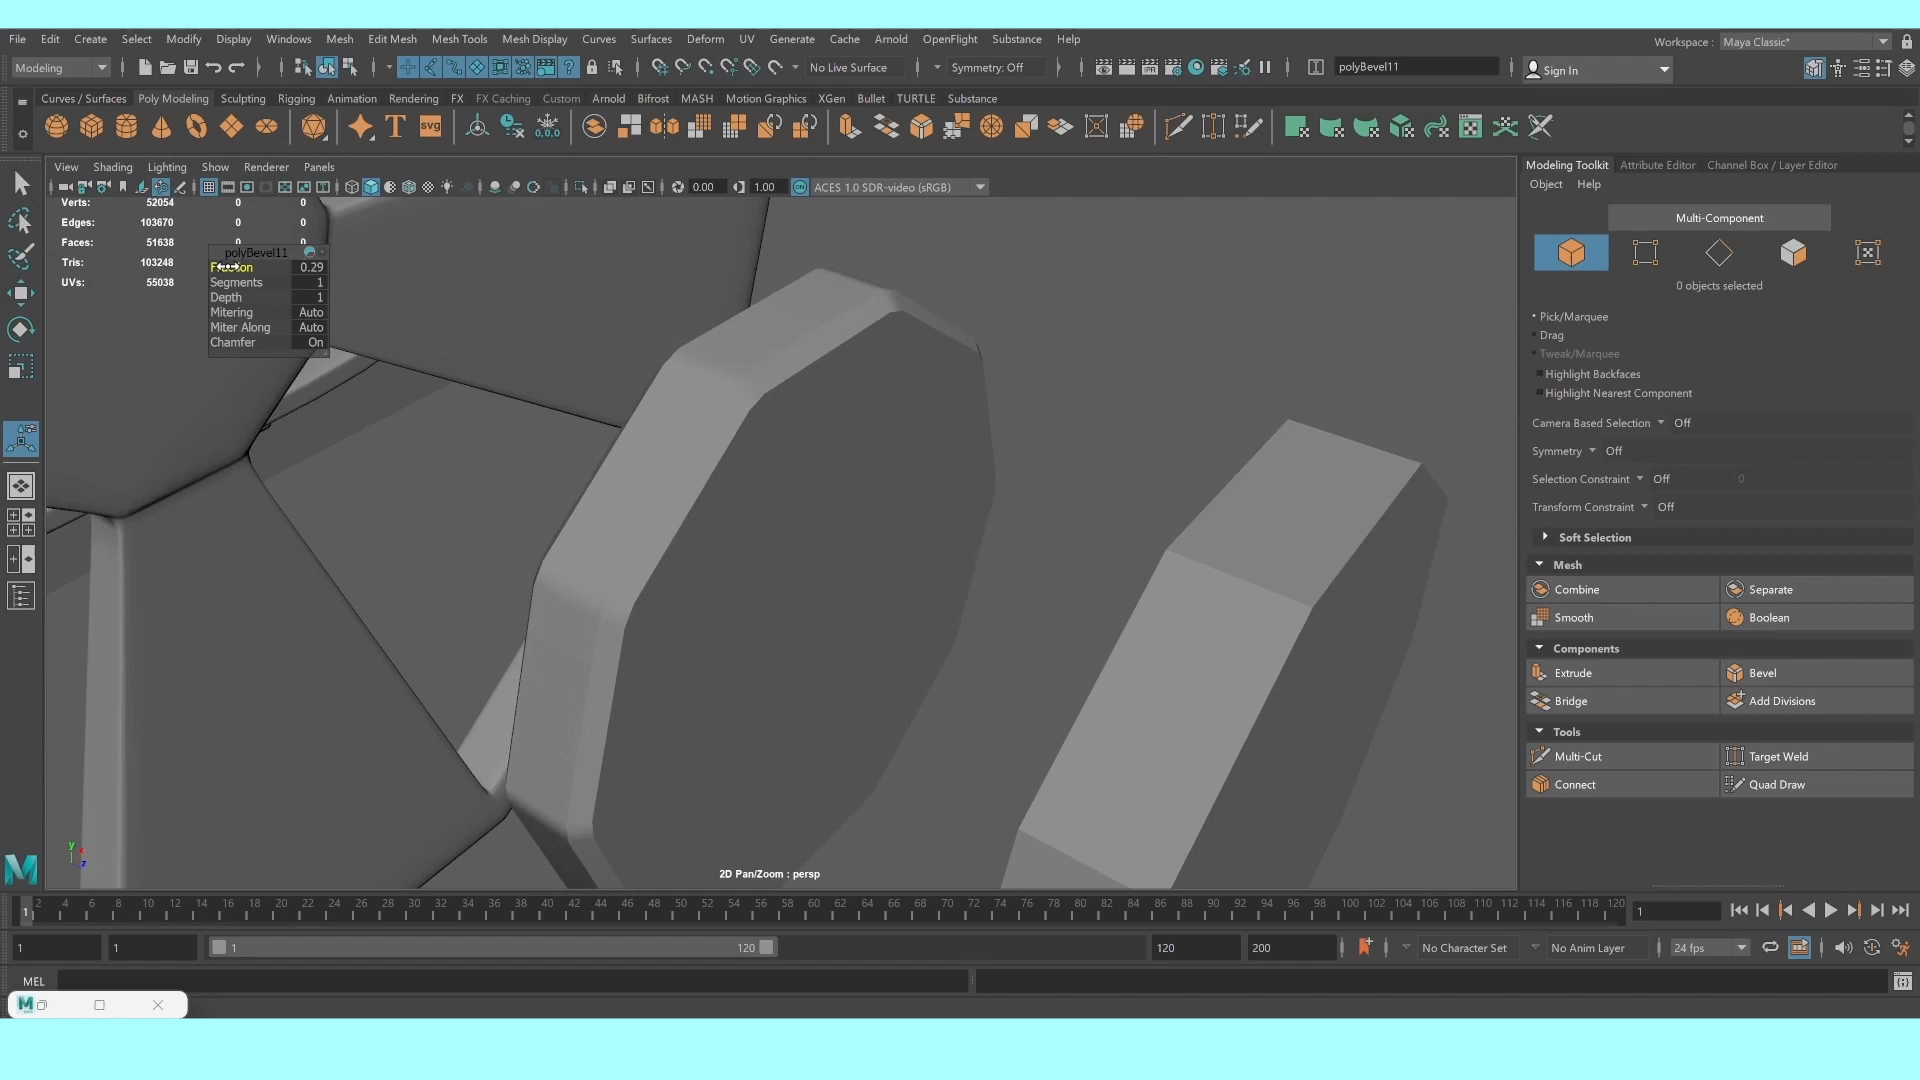 File Edit Create Select Modify Display Windows Mesh Edit Mesh Mesh Tools Mesh Display Curves Surfaces Deform UV Generate Cache Arnold OpenFlight Substance Help
Workspace : Maya Classic*
Modeling No Live Surface Symmetry: Off IPR polyBevel11 Sign In
Curves / Surfaces Poly Modeling Sculpting Rigging Animation Rendering FX FX Caching Custom Arnold Bifrost MASH Motion Graphics XGen Bullet TURTLE Substance
T svg 0,0,0
View Shading Lighting Show Renderer Panels
0.00 1.00 ON ACES 1.0 SDR-video (sRGB)
Verts: 52054 0 0
Edges: 103670 0 0
Faces: 51638 0 0
Tris: 103248
UVs: 55038
polyBevel11
0.29
Segments 1
Depth 1
Mitering Auto
Miter Along Auto
Chamfer On
2D Pan/Zoom : persp
y
z
Modeling Toolkit Attribute Editor Channel Box / Layer Editor
Object Help
Multi-Component
0 objects selected
Pick/Marquee
Drag
Tweak/Marquee
Highlight Backfaces
Highlight Nearest Component
Camera Based Selection Off
Symmetry Off
Selection Constraint Off 0
Transform Constraint Off
Soft Selection
Mesh
Combine Separate
Smooth Boolean
Components
Extrude Bevel
Bridge Add Divisions
Tools
Multi-Cut Target Weld
Connect Quad Draw
1 2 4 6 8 10 12 14 16 18 20 22 24 26 28 30 32 34 36 38 40 42 44 46 48 50 52 54 56 58 60 62 64 66 68 70 72 74 76 78 80 82 84 86 88 90 92 94 96 98 100 102 104 106 108 110 112 114 116 118 120 1
1 1 1 120 120 200 No Character Set No Anim Layer 24 fps
MEL
M